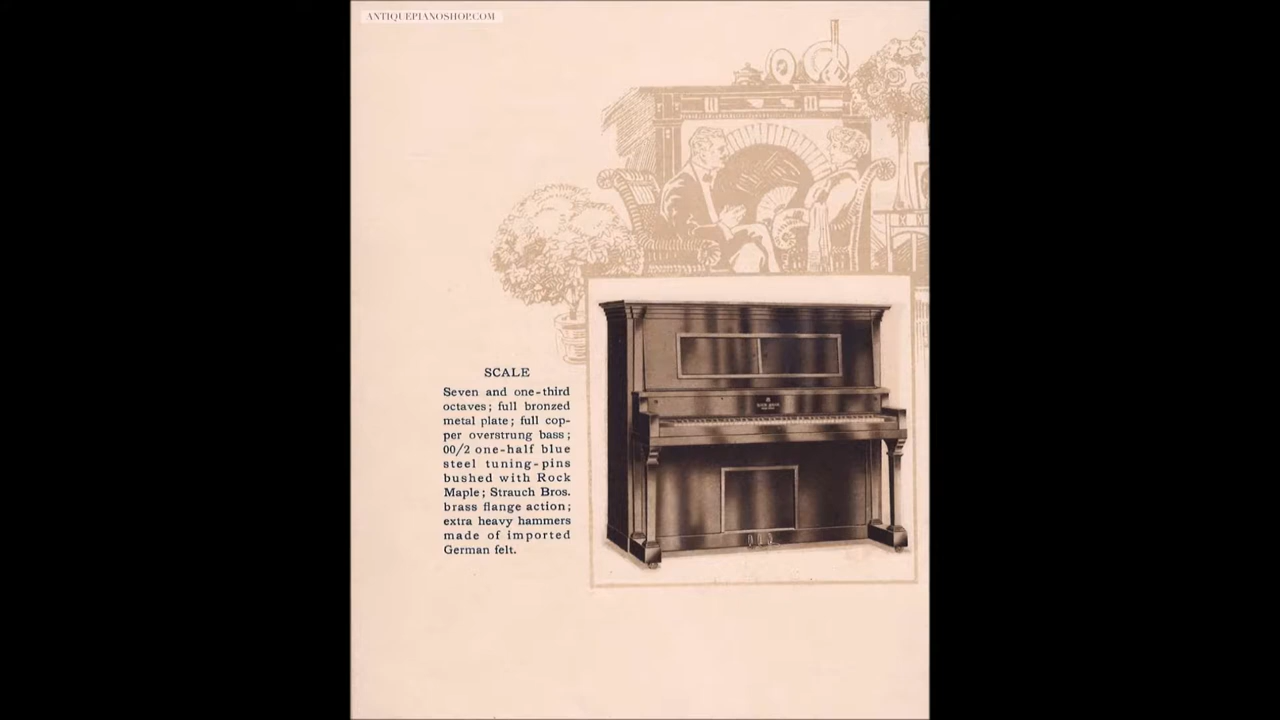 ANTIQUEPIANOSHOP.COM
SCALE
Seven and one-third
octaves; full bronzed
metal plate; full cop-
per overstrung bass;
00/2 one-half blue
steel tuning-pins
bushed with Rock
Maple; Strauch Bros.
brass flange action;
extra heavy hammers
made of imported
German felt.